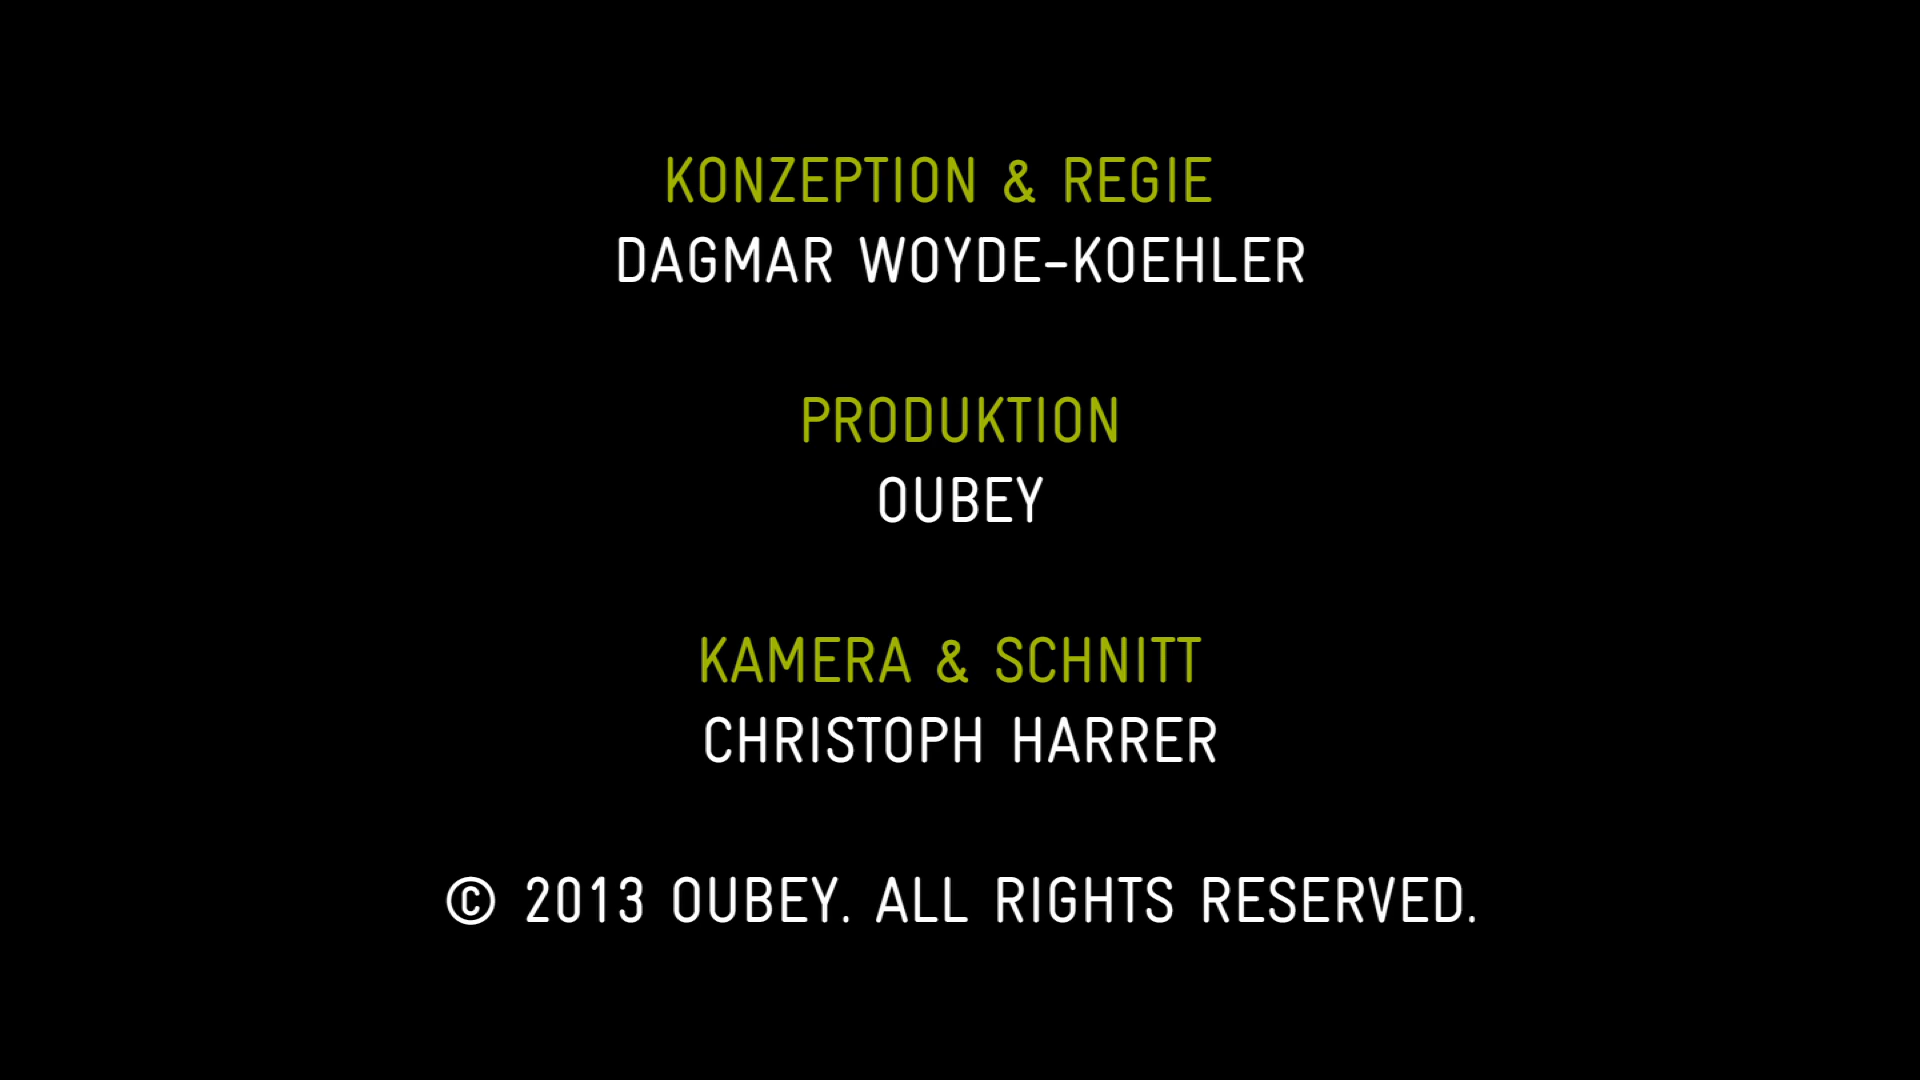 KONZEPTION & REGIE
DAGMAR WOYDE-KOEHLER
PRODUKTION
OUBEY
KAMERA & SCHNITT
CHRISTOPH HARRER
© 2013 OUBEY. ALL RIGHTS RESERVED.